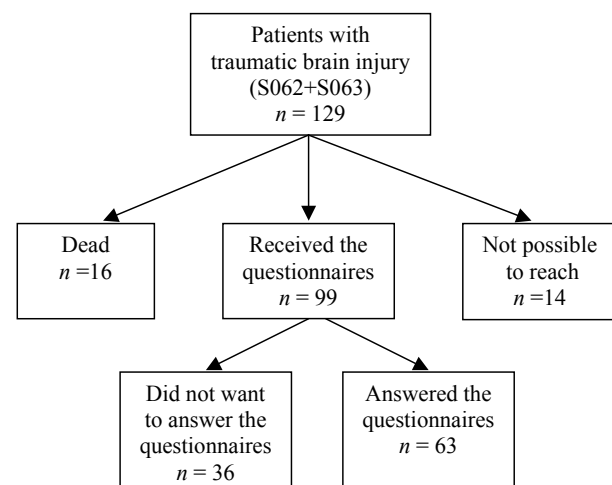 Patients with
traumatic brain injury
(S062+S063)
n = 129
Dead
n =16
Received the
questionnaires
n = 99
Not possible
to reach
n =14
Did not want
to answer the
questionnaires
n = 36
Answered the
questionnaires
n = 63